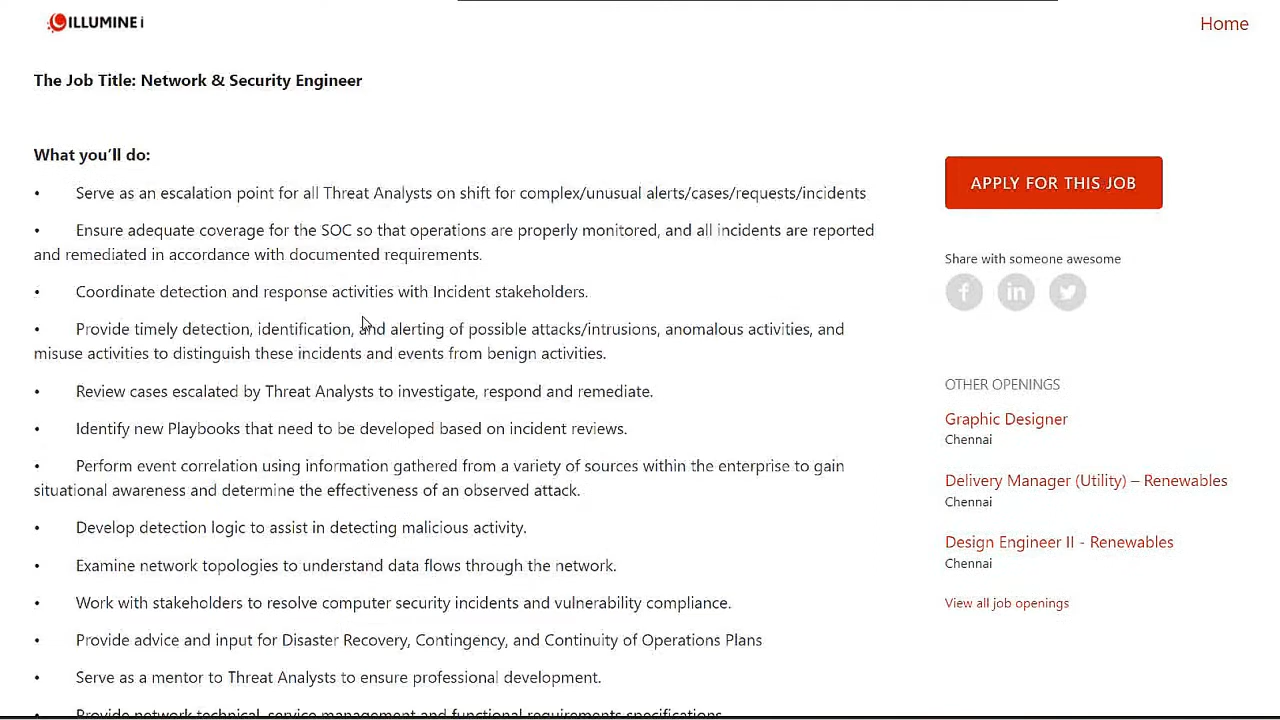 ILLUMINE i
Home
The Job Title: Network & Security Engineer
What you’ll do:
• Serve as an escalation point for all Threat Analysts on shift for complex/unusual alerts/cases/requests/incidents
• Ensure adequate coverage for the SOC so that operations are properly monitored, and all incidents are reported
and remediated in accordance with documented requirements.
• Coordinate detection and response activities with Incident stakeholders.
• Provide timely detection, identification, and alerting of possible attacks/intrusions, anomalous activities, and
misuse activities to distinguish these incidents and events from benign activities.
• Review cases escalated by Threat Analysts to investigate, respond and remediate.
• Identify new Playbooks that need to be developed based on incident reviews.
• Perform event correlation using information gathered from a variety of sources within the enterprise to gain
situational awareness and determine the effectiveness of an observed attack.
• Develop detection logic to assist in detecting malicious activity.
• Examine network topologies to understand data flows through the network.
• Work with stakeholders to resolve computer security incidents and vulnerability compliance.
• Provide advice and input for Disaster Recovery, Contingency, and Continuity of Operations Plans
• Serve as a mentor to Threat Analysts to ensure professional development.
• Provide network technical, service management and functional requirements specifications
APPLY FOR THIS JOB
Share with someone awesome
OTHER OPENINGS
Graphic Designer
Chennai
Delivery Manager (Utility) – Renewables
Chennai
Design Engineer II - Renewables
Chennai
View all job openings